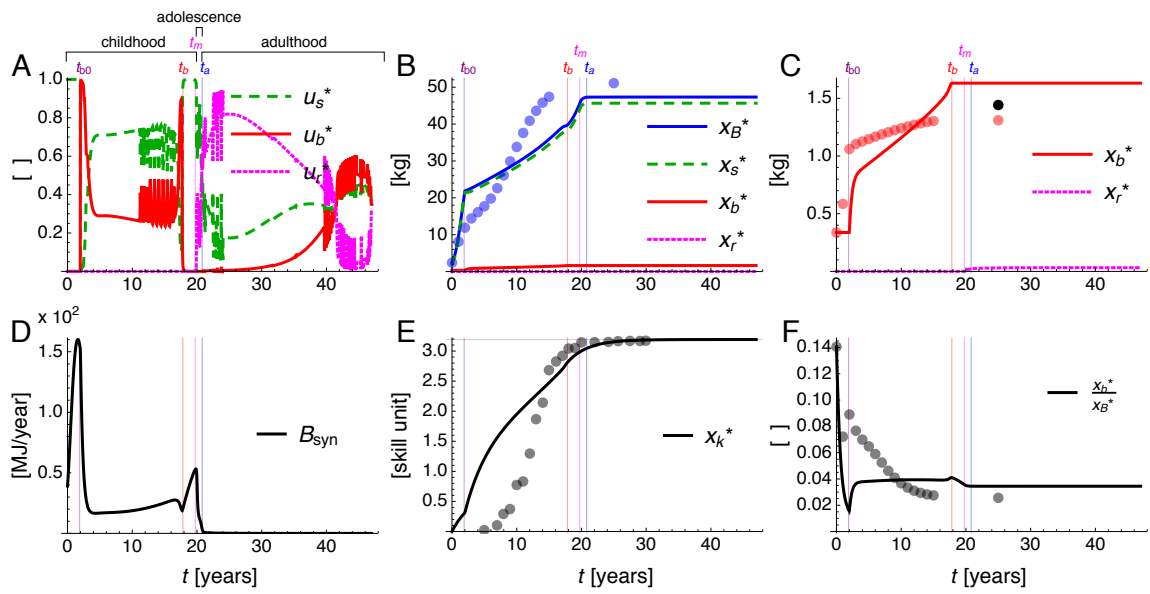 adolescence
childhood t_m adulthood
A t_b0 t_b t_a
1.0
0.8
0.6
0.4
0.2
[ ]
u_s*
u_b*
u_r*
0 10 20 30 40
B t_b0 t_m t_b t_a
50
40
30
20
10
0
[kg]
x_B*
x_s*
x_b*
x_r*
0 10 20 30 40
C t_b0 t_m t_b t_a
1.5
1.0
0.5
0.0
[kg]
x_b*
x_r*
0 10 20 30 40
D x 10^2
1.5
1.0
0.5
0.0
[MJ/year]
B_syn
0 10 20 30 40
t [years]
E
3.0
2.5
2.0
1.5
1.0
0.5
[skill unit]
x_k*
0 10 20 30 40
t [years]
F
0.14
0.12
0.10
0.08
0.06
0.04
0.02
[ ]
x_b*
x_B*
0 10 20 30 40
t [years]